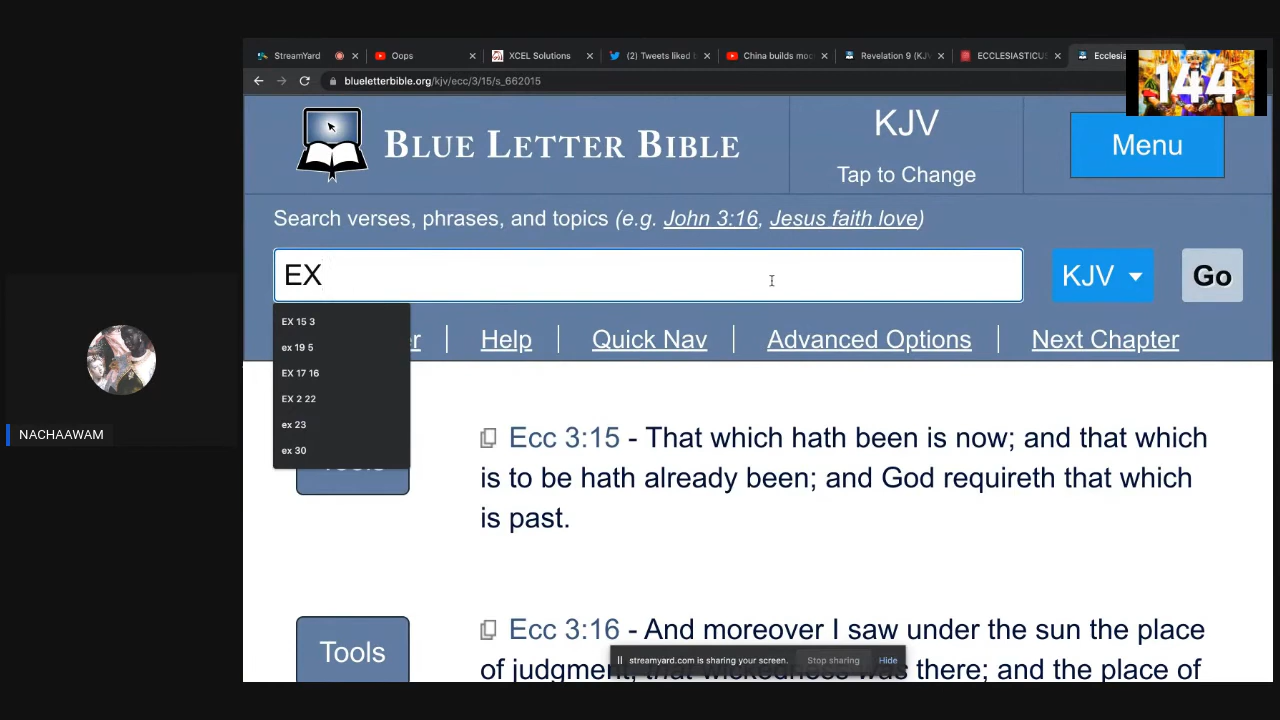 StreamYard
Oops
XCEL Solutions
(2) Tweets liked b
China builds moc
Revelation 9 (KJ
ECCLESIASTICUS
Ecclesia
144
blueletterbible.org/kjv/ecc/3/15/s_662015
BLUE LETTER BIBLE
KJV
Tap to Change
Menu
Search verses, phrases, and topics (e.g. John 3:16, Jesus faith love)
EX
KJV
Go
EX 15 3
ex 19 5
EX 17 16
EX 2 22
ex 23
ex 30
Help
Quick Nav
Advanced Options
Next Chapter
NACHAAWAM
Tools
Ecc 3:15 - That which hath been is now; and that which
is to be hath already been; and God requireth that which
is past.
Tools
Ecc 3:16 - And moreover I saw under the sun the place
of judgment, that wickedness was there; and the place of
streamyard.com is sharing your screen.
Stop sharing
Hide